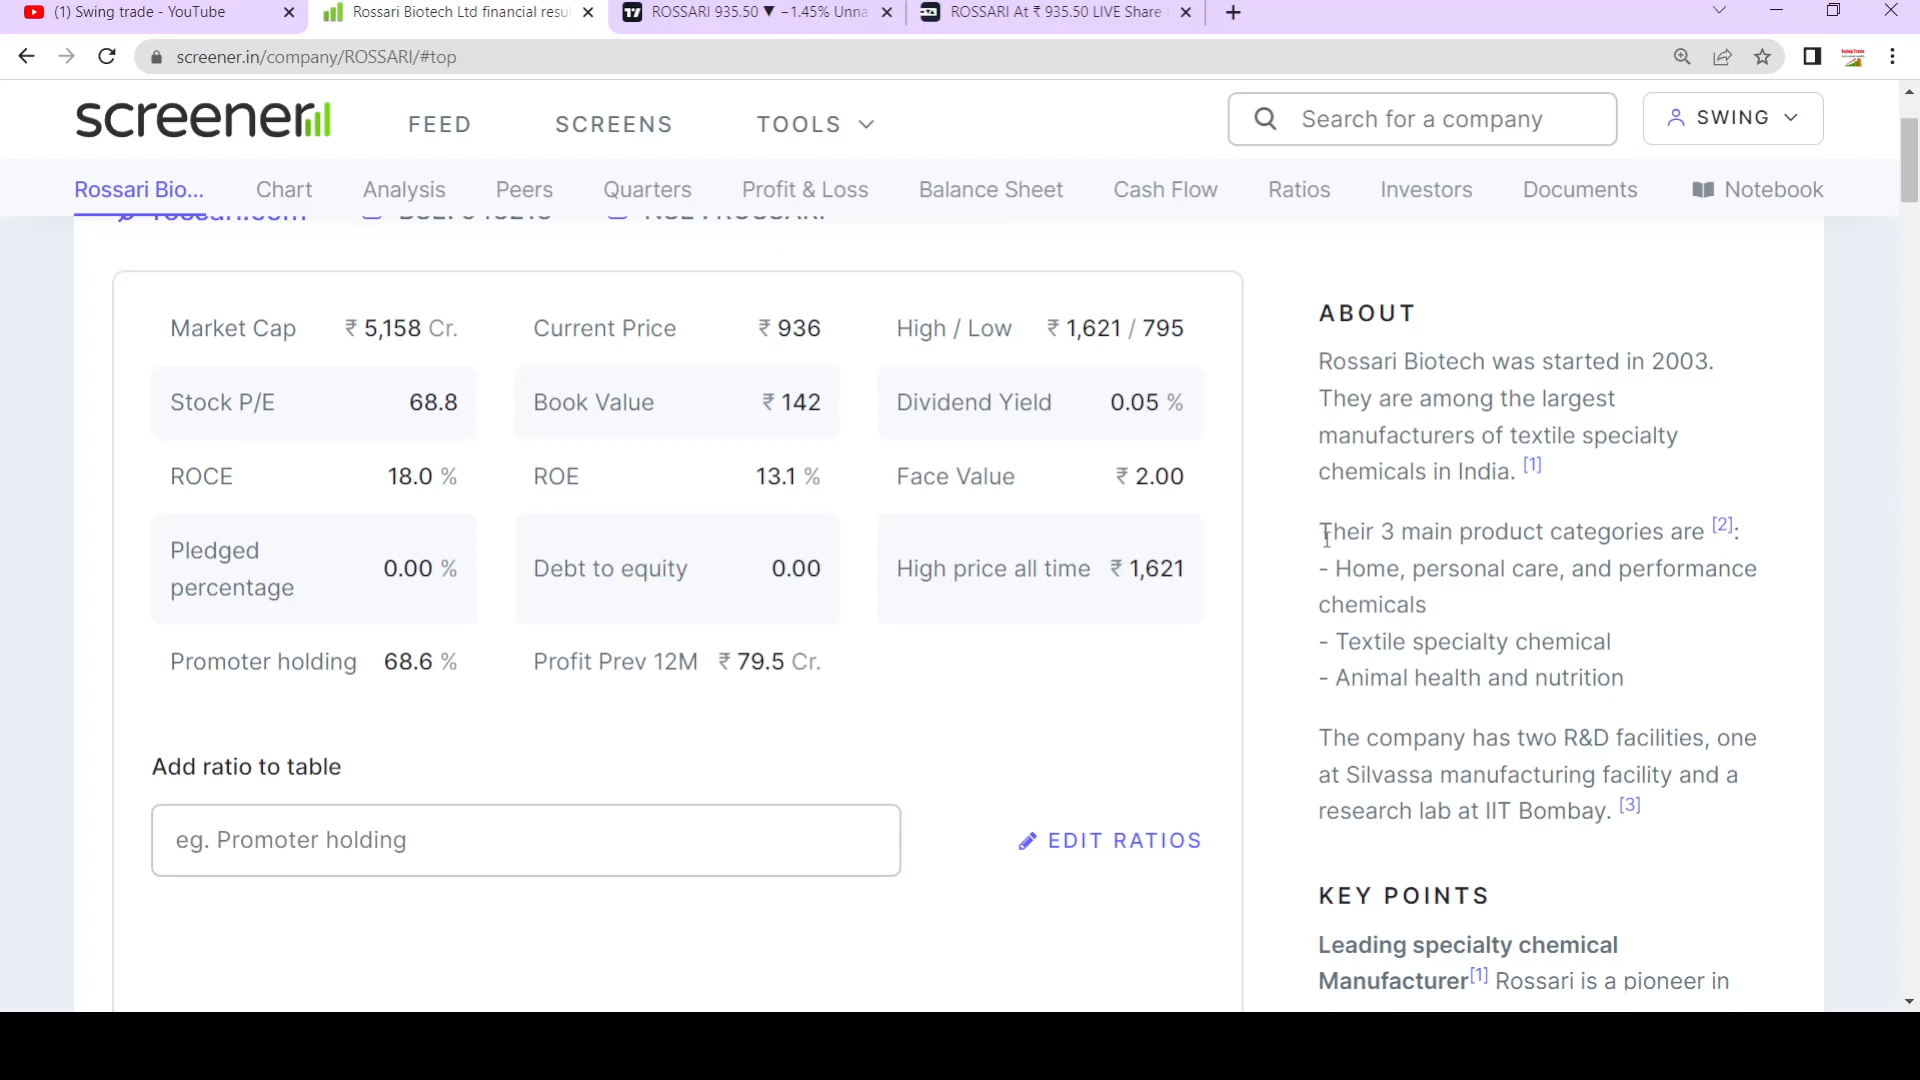 (1) Swing trade - YouTube
Rossari Biotech Ltd financial resul
ROSSARI 935.50 ▼ −1.45% Unna
ROSSARI At ₹ 935.50 LIVE Share
screener.in/company/ROSSARI/#top
screener
FEED
SCREENS
TOOLS
Search for a company
SWING
Rossari Bio...
Chart
Analysis
Peers
Quarters
Profit & Loss
Balance Sheet
Cash Flow
Ratios
Investors
Documents
Notebook
rossari.com
Market Cap ₹ 5,158 Cr.
Current Price ₹ 936
High / Low ₹ 1,621 / 795
Stock P/E 68.8
Book Value ₹ 142
Dividend Yield 0.05 %
ROCE 18.0 %
ROE 13.1 %
Face Value ₹ 2.00
Pledged
percentage 0.00 %
Debt to equity 0.00
High price all time ₹ 1,621
Promoter holding 68.6 %
Profit Prev 12M ₹ 79.5 Cr.
Add ratio to table
eg. Promoter holding
EDIT RATIOS
ABOUT
Rossari Biotech was started in 2003.
They are among the largest
manufacturers of textile specialty
chemicals in India. [1]
Their 3 main product categories are [2]:
- Home, personal care, and performance
chemicals
- Textile specialty chemical
- Animal health and nutrition
The company has two R&D facilities, one
at Silvassa manufacturing facility and a
research lab at IIT Bombay. [3]
KEY POINTS
Leading specialty chemical
Manufacturer[1] Rossari is a pioneer in